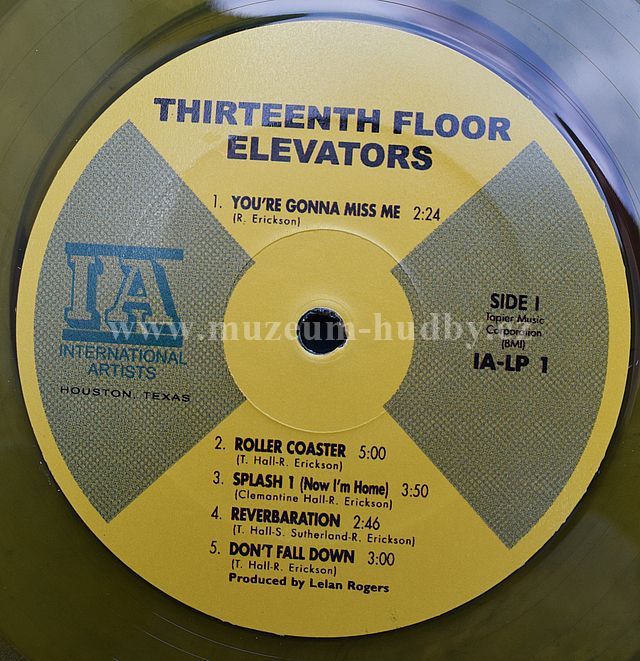 THIRTEENTH FLOOR
ELEVATORS
1. YOU'RE GONNA MISS ME 2:24
(R. Erickson)
IA
INTERNATIONAL
ARTISTS
HOUSTON, TEXAS
SIDE I
Tapier Music
Corporation
(BMI)
IA-LP 1
www.muzeum-hudby
2. ROLLER COASTER 5:00
(T. Hall-R. Erickson)
3. SPLASH 1 (Now I'm Home) 3:50
(Clemantine Hall-R. Erickson)
4. REVERBARATION 2:46
(T. Hall-S. Sutherland-R. Erickson)
5. DON'T FALL DOWN 3:00
(T. Hall-R. Erickson)
Produced by Lelan Rogers